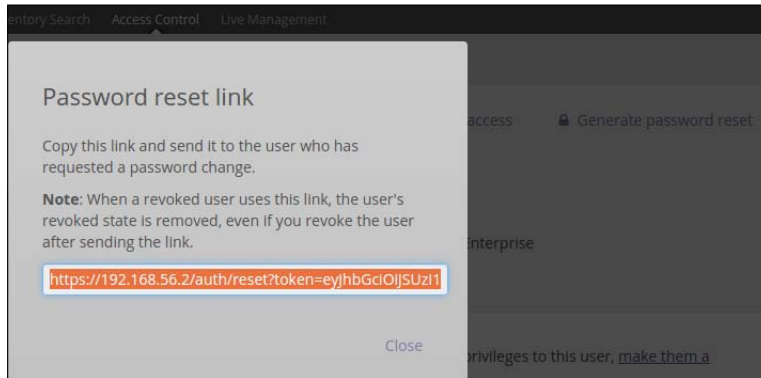 entory Search Access Control Live Management
Password reset link
access Generate password reset
Copy this link and send it to the user who has
requested a password change.
Note: When a revoked user uses this link, the user's
revoked state is removed, even if you revoke the user
after sending the link.
Enterprise
https://192.168.56.2/auth/reset?token=eyJhbGciOiJSUzI1
Close
privileges to this user, make them a